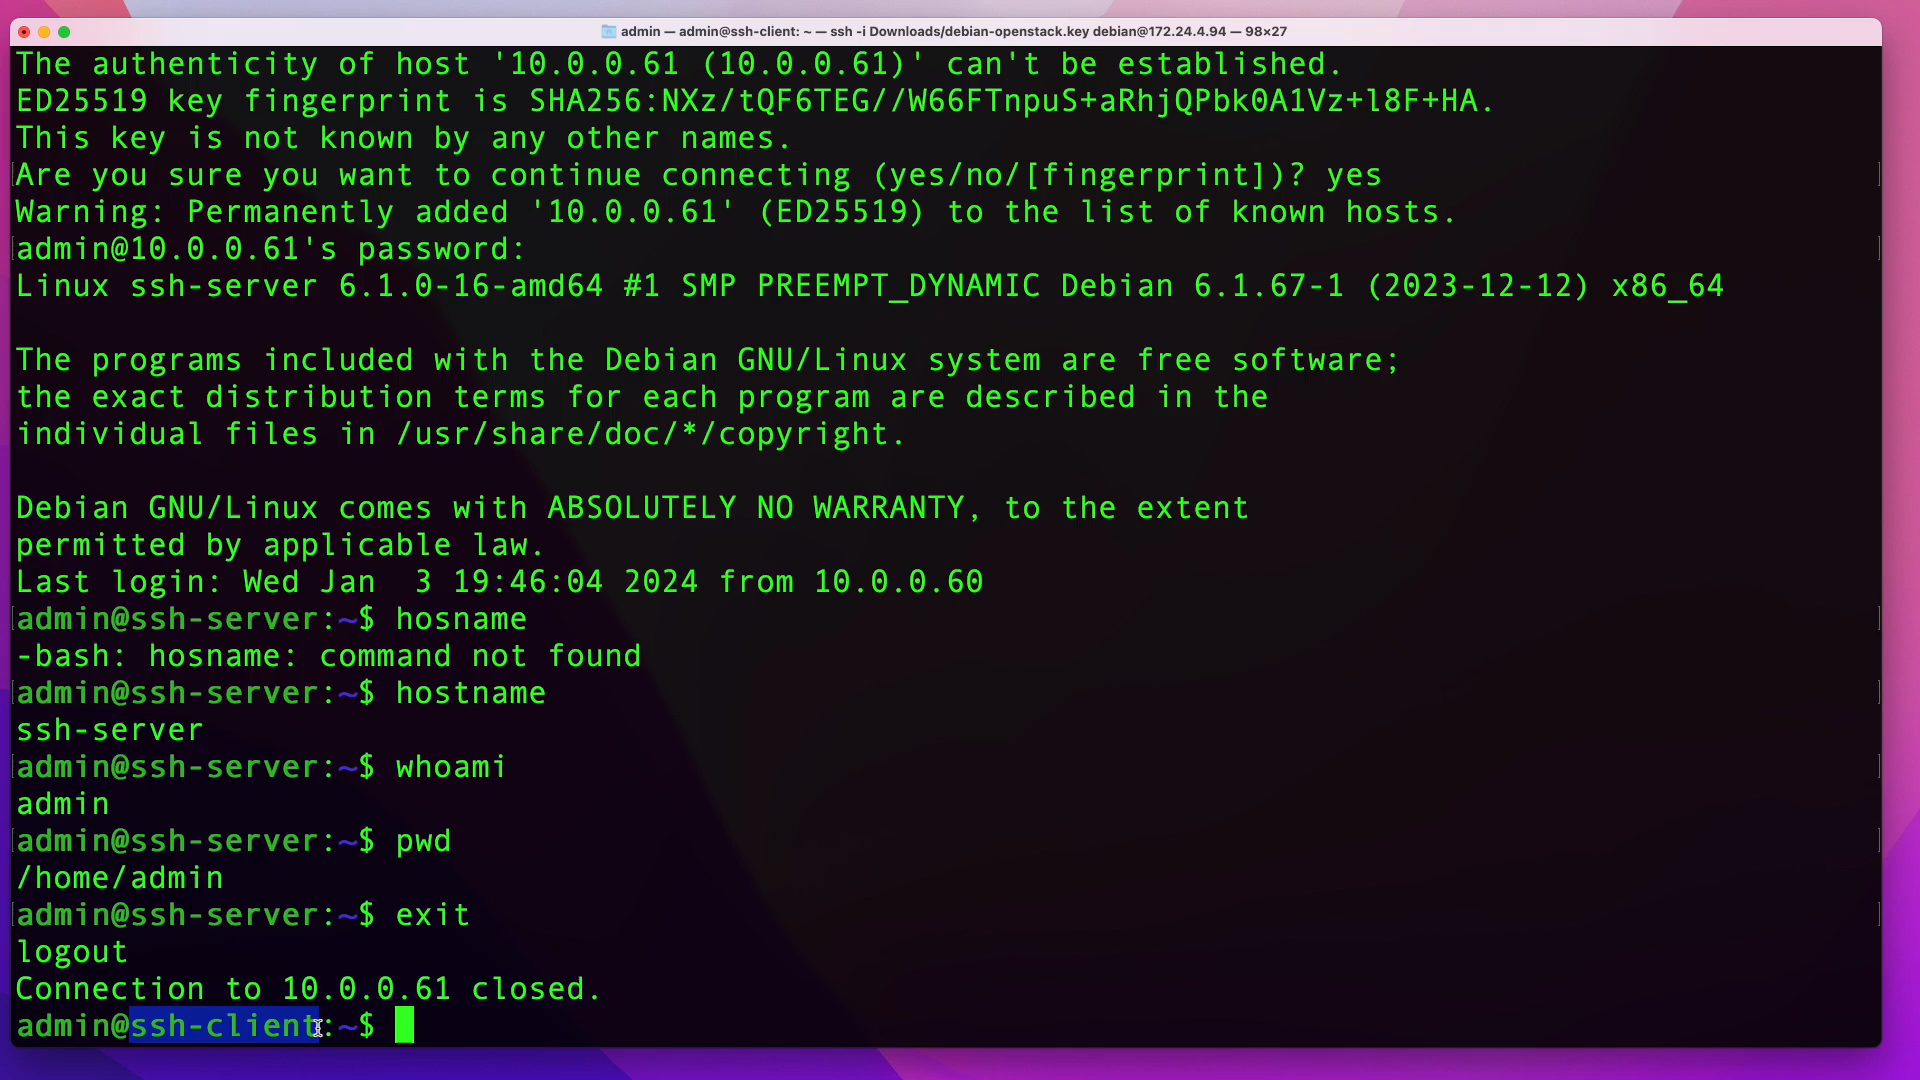 admin — admin@ssh-client: ~ — ssh -i Downloads/debian-openstack.key debian@172.24.4.94 — 98×27
The authenticity of host '10.0.0.61 (10.0.0.61)' can't be established.
ED25519 key fingerprint is SHA256:NXz/tQF6TEG//W66FTnpuS+aRhjQPbk0A1Vz+l8F+HA.
This key is not known by any other names.
Are you sure you want to continue connecting (yes/no/[fingerprint])? yes
Warning: Permanently added '10.0.0.61' (ED25519) to the list of known hosts.
admin@10.0.0.61's password:
Linux ssh-server 6.1.0-16-amd64 #1 SMP PREEMPT_DYNAMIC Debian 6.1.67-1 (2023-12-12) x86_64
The programs included with the Debian GNU/Linux system are free software;
the exact distribution terms for each program are described in the
individual files in /usr/share/doc/*/copyright.
Debian GNU/Linux comes with ABSOLUTELY NO WARRANTY, to the extent
permitted by applicable law.
Last login: Wed Jan  3 19:46:04 2024 from 10.0.0.60
admin@ssh-server:~$ hosname
-bash: hosname: command not found
admin@ssh-server:~$ hostname
ssh-server
admin@ssh-server:~$ whoami
admin
admin@ssh-server:~$ pwd
/home/admin
admin@ssh-server:~$ exit
logout
Connection to 10.0.0.61 closed.
admin@ssh-client:~$